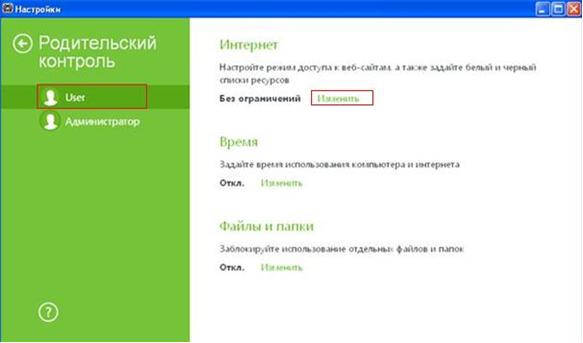 Настройки
Родительский
контроль
User
Администратор
?
Интернет
Настройте режим доступа к веб-сайтам, а также задайте белый и черный
списки ресурсов
Без ограничений Изменить
Время
Задайте время использования компьютера и интернета
Откл. Изменить
Файлы и папки
Заблокируйте использование отдельных файлов и папок
Откл. Изменить